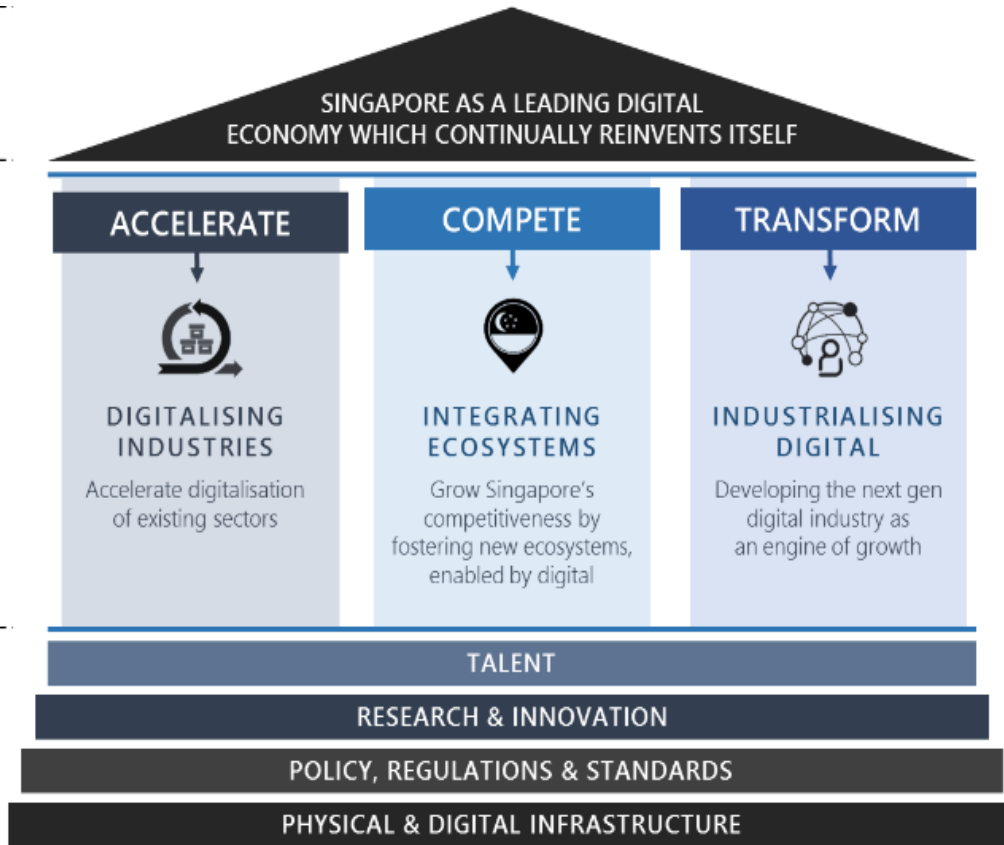 SINGAPORE AS A LEADING DIGITAL
ECONOMY WHICH CONTINUALLY REINVENTS ITSELF
ACCELERATE
DIGITALISING
INDUSTRIES
Accelerate digitalisation
of existing sectors
COMPETE
INTEGRATING
ECOSYSTEMS
Grow Singapore's
competitiveness by
fostering new ecosystems,
enabled by digital
TRANSFORM
INDUSTRIALISING
DIGITAL
Developing the next gen
digital industry as
an engine of growth
TALENT
RESEARCH & INNOVATION
POLICY, REGULATIONS & STANDARDS
PHYSICAL & DIGITAL INFRASTRUCTURE